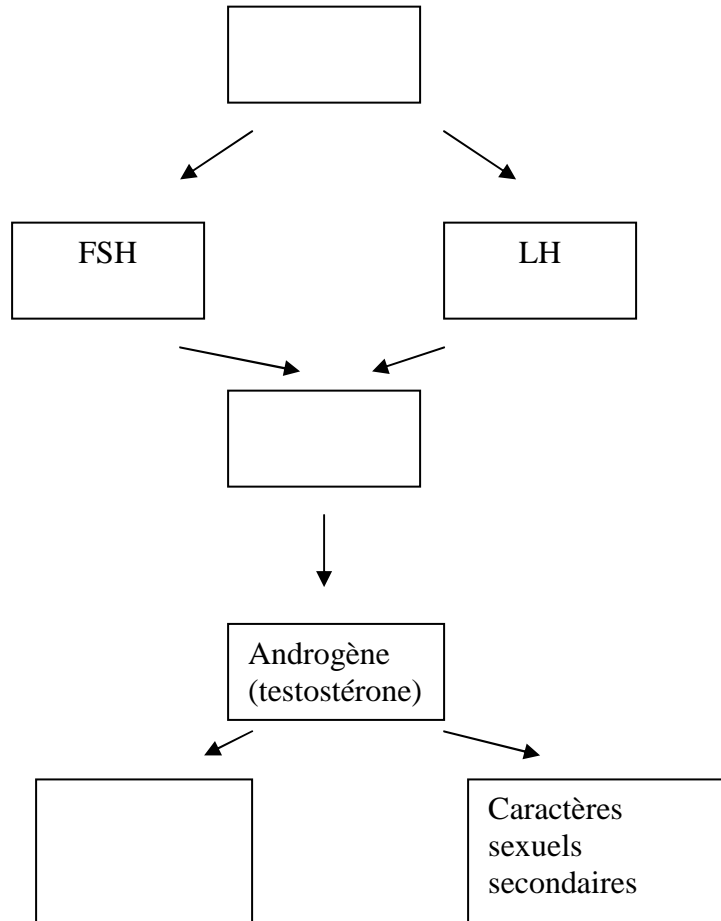 FSH
LH
Androgène
(testostérone)
Caractères
sexuels
secondaires